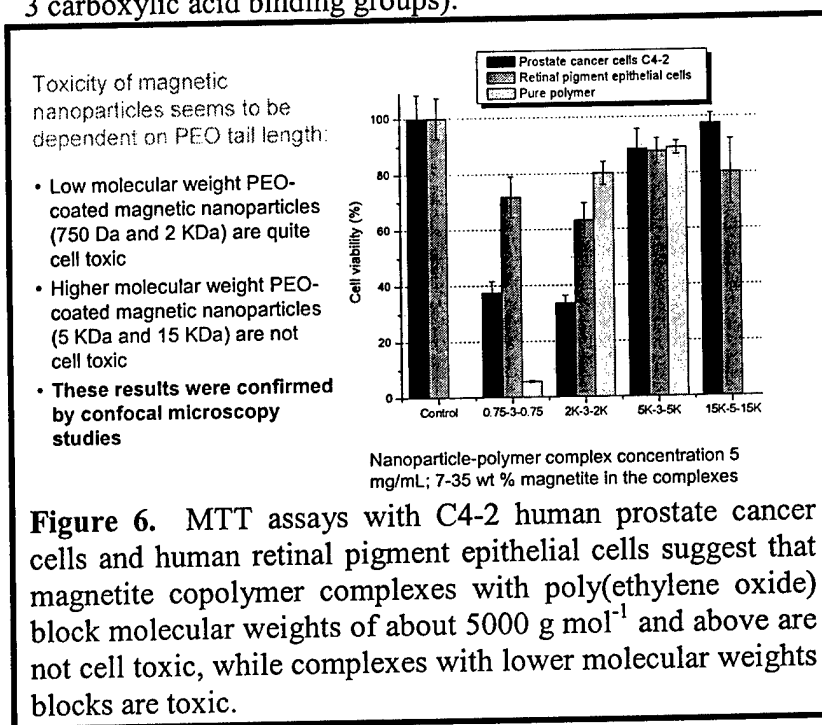 3 carboxylic acid binding groups).
Toxicity of magnetic
nanoparticles seems to be
dependent on PEO tail length:
• Low molecular weight PEO-
coated magnetic nanoparticles
(750 Da and 2 KDa) are quite
cell toxic
• Higher molecular weight PEO-
coated magnetic nanoparticles
(5 KDa and 15 KDa) are not
cell toxic
• These results were confirmed
by confocal microscopy
studies
Prostate cancer cells C4-2
Retinal pigment epithelial cells
Pure polymer
Cell viability (%)
100
80
60
40
20
0
Control 0.75-3-0.75 2K-3-2K 5K-3-5K 15K-5-15K
Nanoparticle-polymer complex concentration 5
mg/mL; 7-35 wt % magnetite in the complexes
Figure 6. MTT assays with C4-2 human prostate cancer
cells and human retinal pigment epithelial cells suggest that
magnetite copolymer complexes with poly(ethylene oxide)
block molecular weights of about 5000 g mol⁻¹ and above are
not cell toxic, while complexes with lower molecular weights
blocks are toxic.